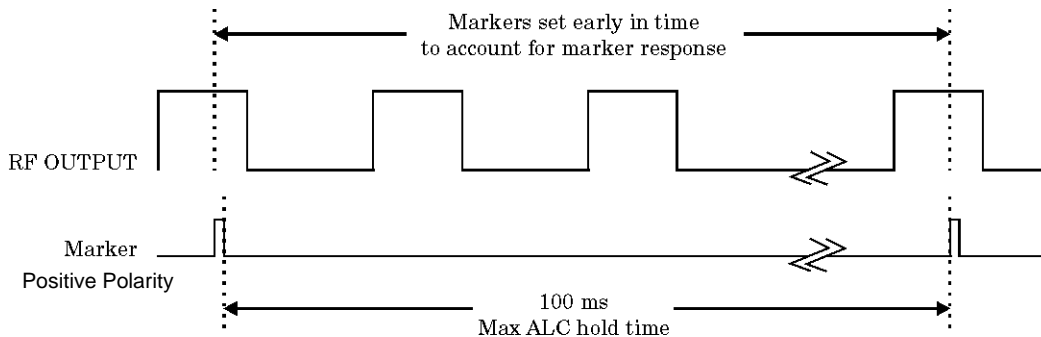 Markers set early in time
to account for marker response
RF OUTPUT
Marker
Positive Polarity
100 ms
Max ALC hold time